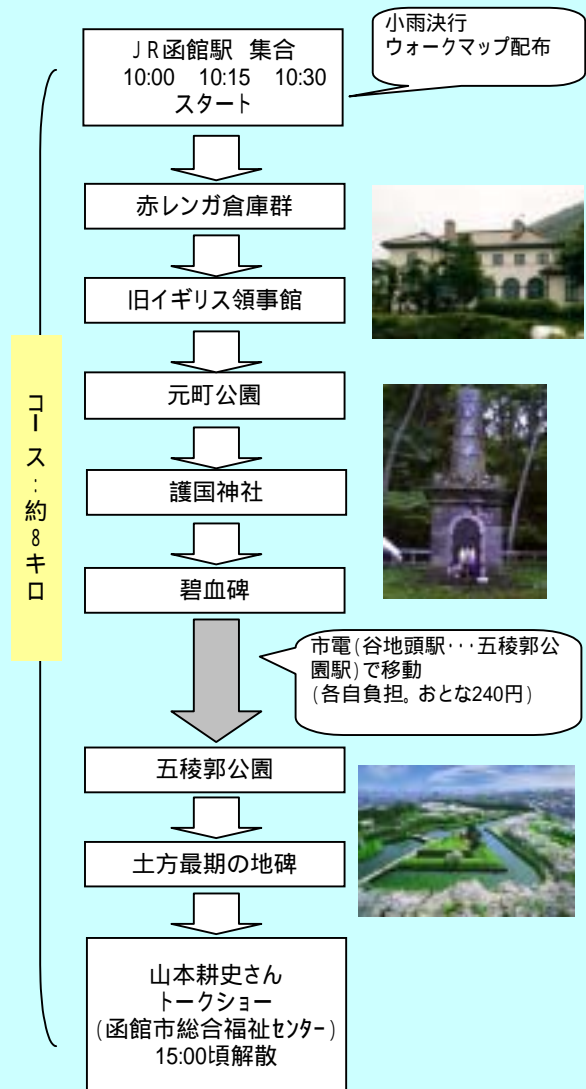 JR函館駅 集合
10:00 10:15 10:30
スタート
小雨決行
ウォークマップ配布
赤レンガ倉庫群
旧イギリス領事館
元町公園
護国神社
碧血碑
コース:約8キロ
市電(谷地頭駅･･･五稜郭公
園駅)で移動
(各自負担。おとな240円)
五稜郭公園
土方最期の地碑
山本耕史さん
トークショー
(函館市総合福祉センター)
15:00頃解散